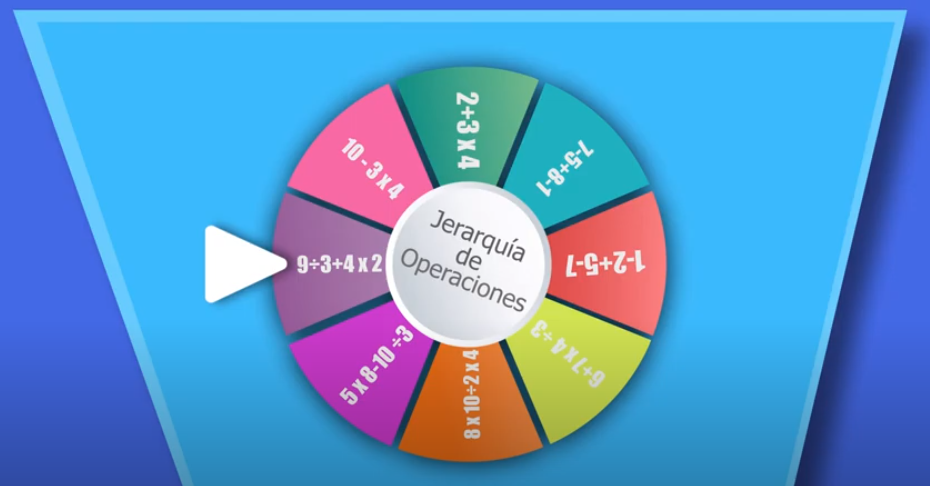 2+3 x 4
7-5+8-1
1-2+5-7
6+7 x 4÷3
8 x 10÷2 x 4
5 x 8-10 ÷3
9÷3+4 x 2
10 - 3 x 4
Jerarquía
de
Operaciones